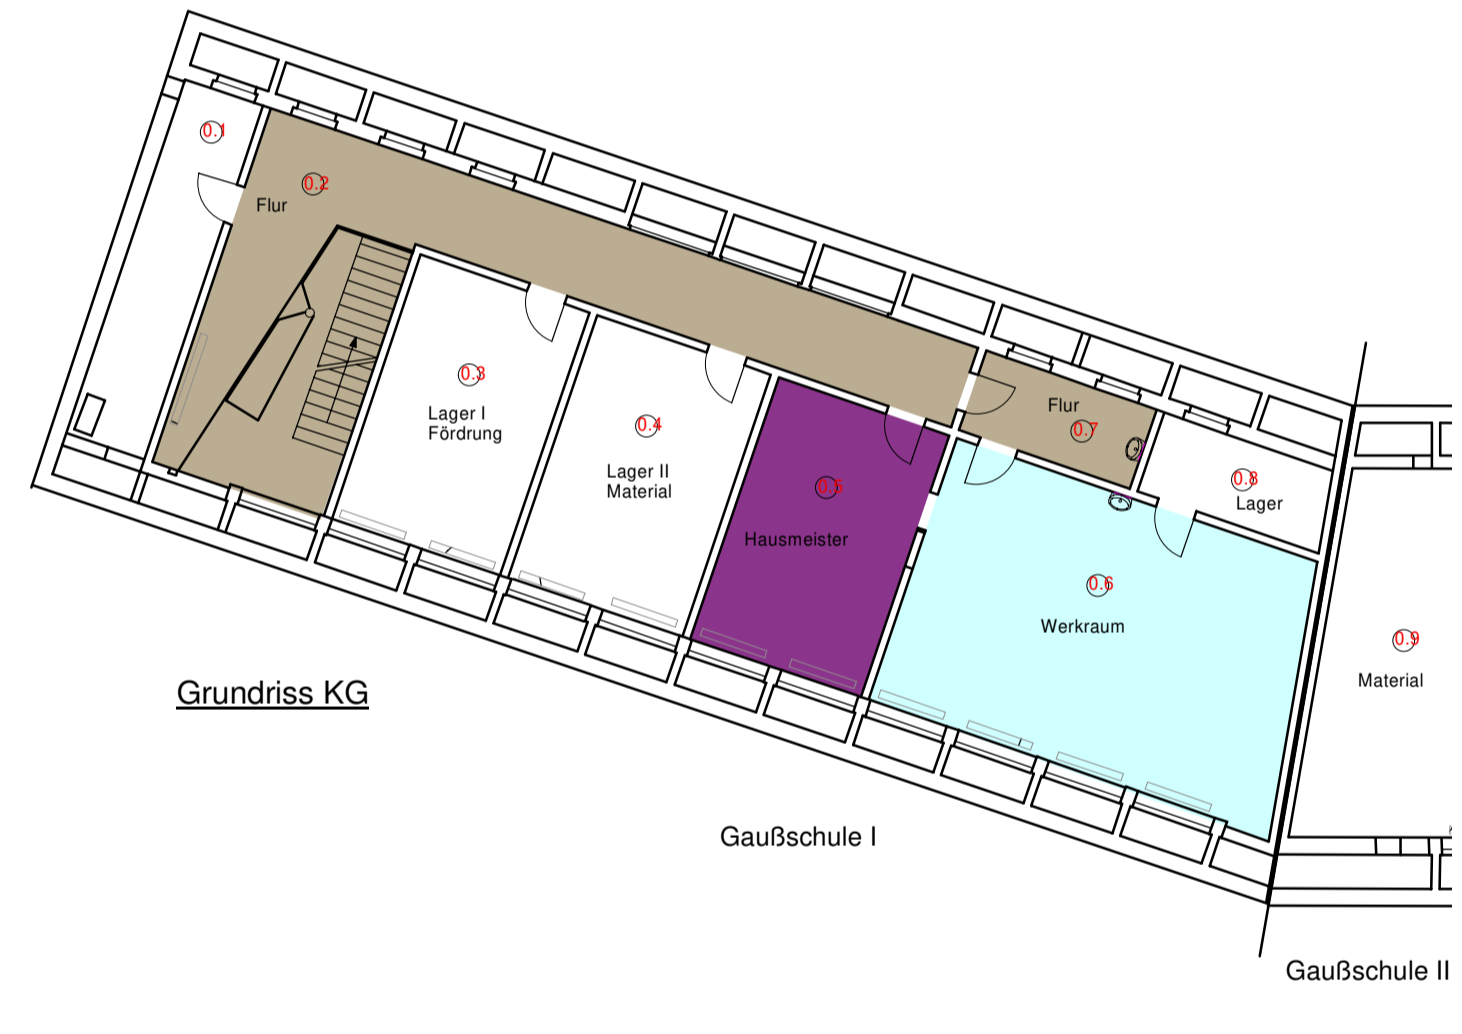 0.1
0.2
Flur
0.3
Lager I
Fördrung
0.4
Lager II
Material
0.5
Hausmeister
Flur
0.7
0.8
Lager
0.6
Werkraum
0.9
Material
Grundriss KG
Gaußschule I
Gaußschule II